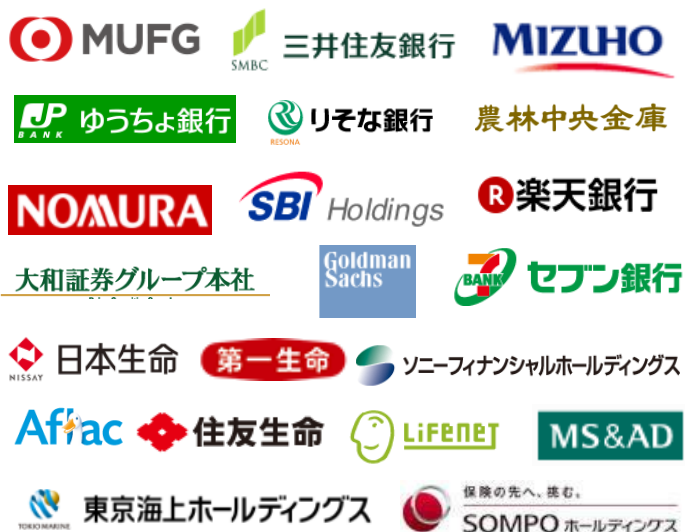 MUFG
SMBC
三井住友銀行
MIZUHO
JP
BANK
ゆうちょ銀行
RESONA
りそな銀行
農林中央金庫
NOMURA
SBI Holdings
R楽天銀行
大和証券グループ本社
Goldman
Sachs
7
BANK
セブン銀行
NISSAY
日本生命
第一生命
ソニーフィナンシャルホールディングス
Aflac
住友生命
LIFENET
MS&AD
TOKIO MARINE
東京海上ホールディングス
保険の先へ、挑む。
SOMPO ホールディングス